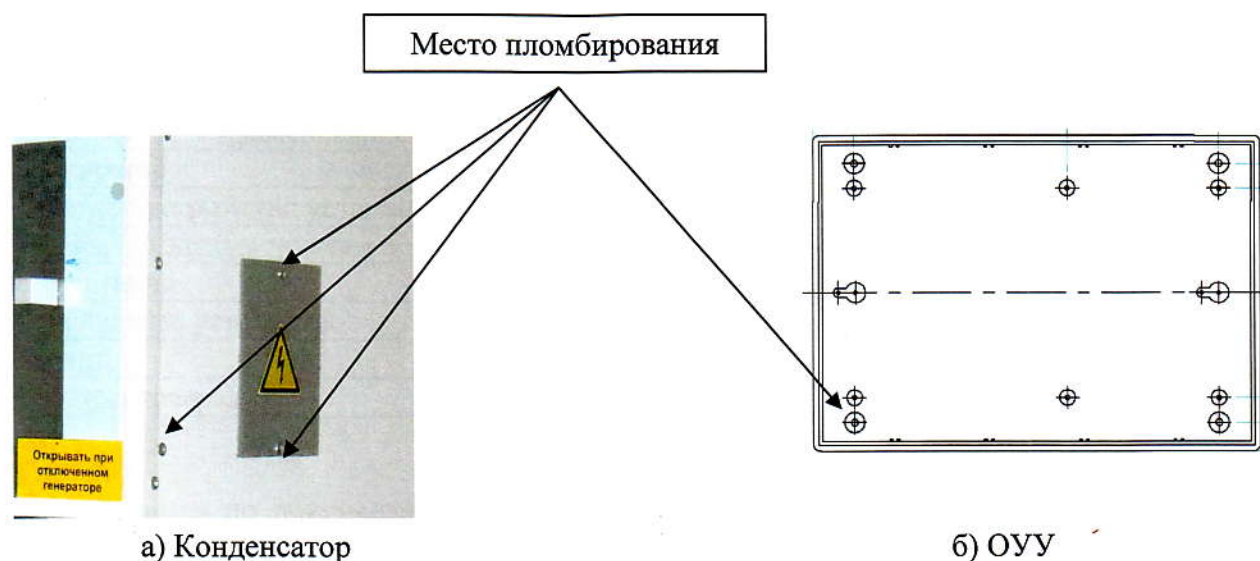 Место пломбирования
Открывать при
отключенном
генераторе
а) Конденсатор
б) ОУУ